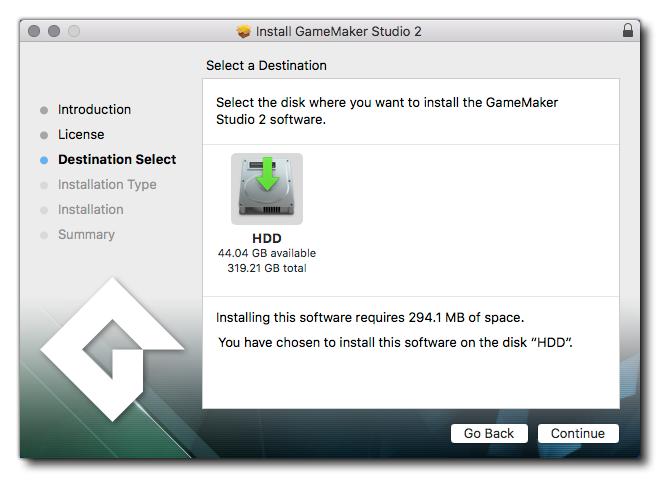 Install GameMaker Studio 2
Select a Destination
Introduction
License
Destination Select
Installation Type
Installation
Summary
Select the disk where you want to install the GameMaker
Studio 2 software.
HDD
44.04 GB available
319.21 GB total
Installing this software requires 294.1 MB of space.
You have chosen to install this software on the disk “HDD”.
Go Back
Continue